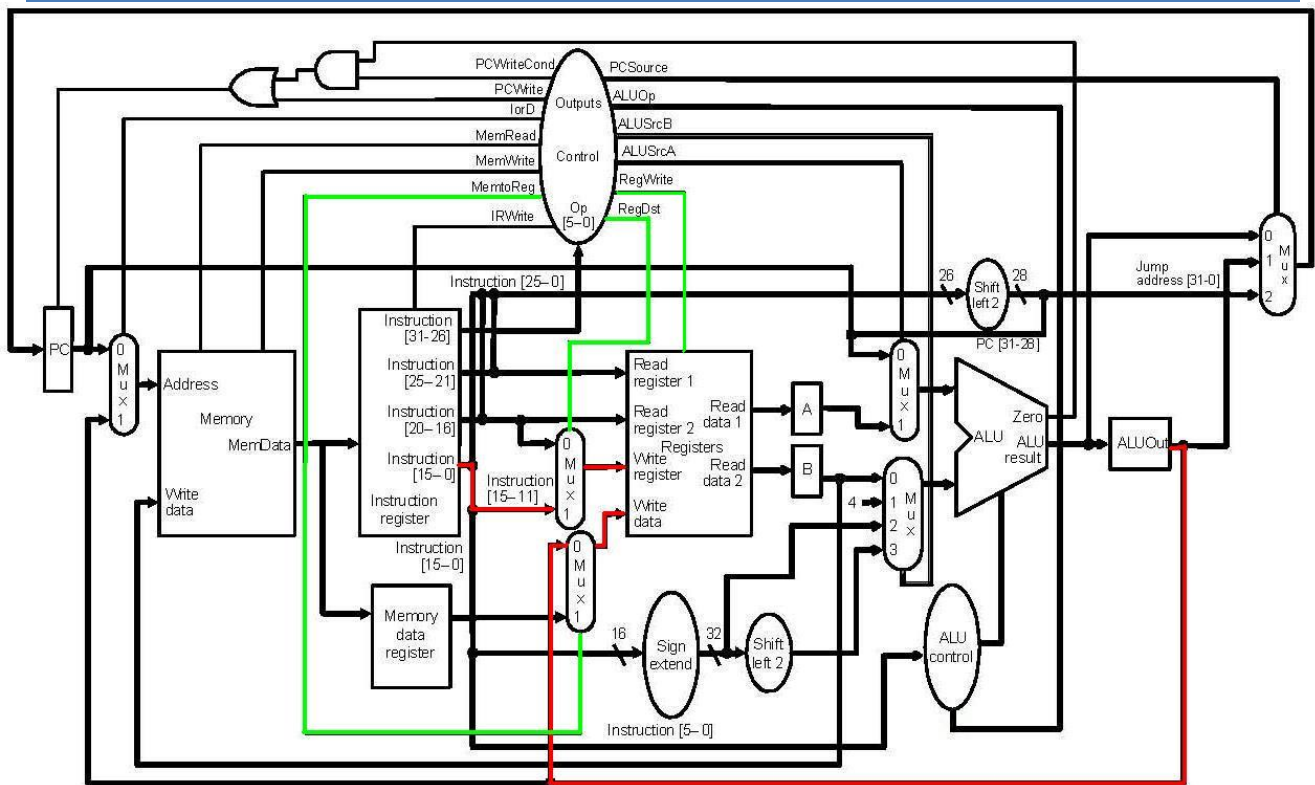 PCWriteCond
PCWrite
IorD
MemRead
MemWrite
MemtoReg
IRWrite
Outputs
Control
Op
[5–0]
PCSource
ALUOp
ALUSrcB
ALUSrcA
RegWrite
RegDst
0
1
2
M
u
x
Instruction [25–0]
26
Shift
left 2
28
Jump
address [31-0]
PC [31-28]
PC
0
M
u
x
1
Address
Memory
MemData
Write
data
Instruction
[31-26]
Instruction
[25–21]
Instruction
[20–16]
Instruction
[15–0]
Instruction
register
Instruction
[15–0]
Instruction
[15–11]
0
M
u
x
1
Read
register 1
Read
register 2
Write
register
Write
data
Registers
Read
data 1
Read
data 2
A
B
0
M
u
x
1
4
0
1
2
3
M
u
x
Zero
ALU
ALU
result
ALUOut
Memory
data
register
0
M
u
x
1
16
Sign
extend
32
Shift
left 2
ALU
control
Instruction [5–0]